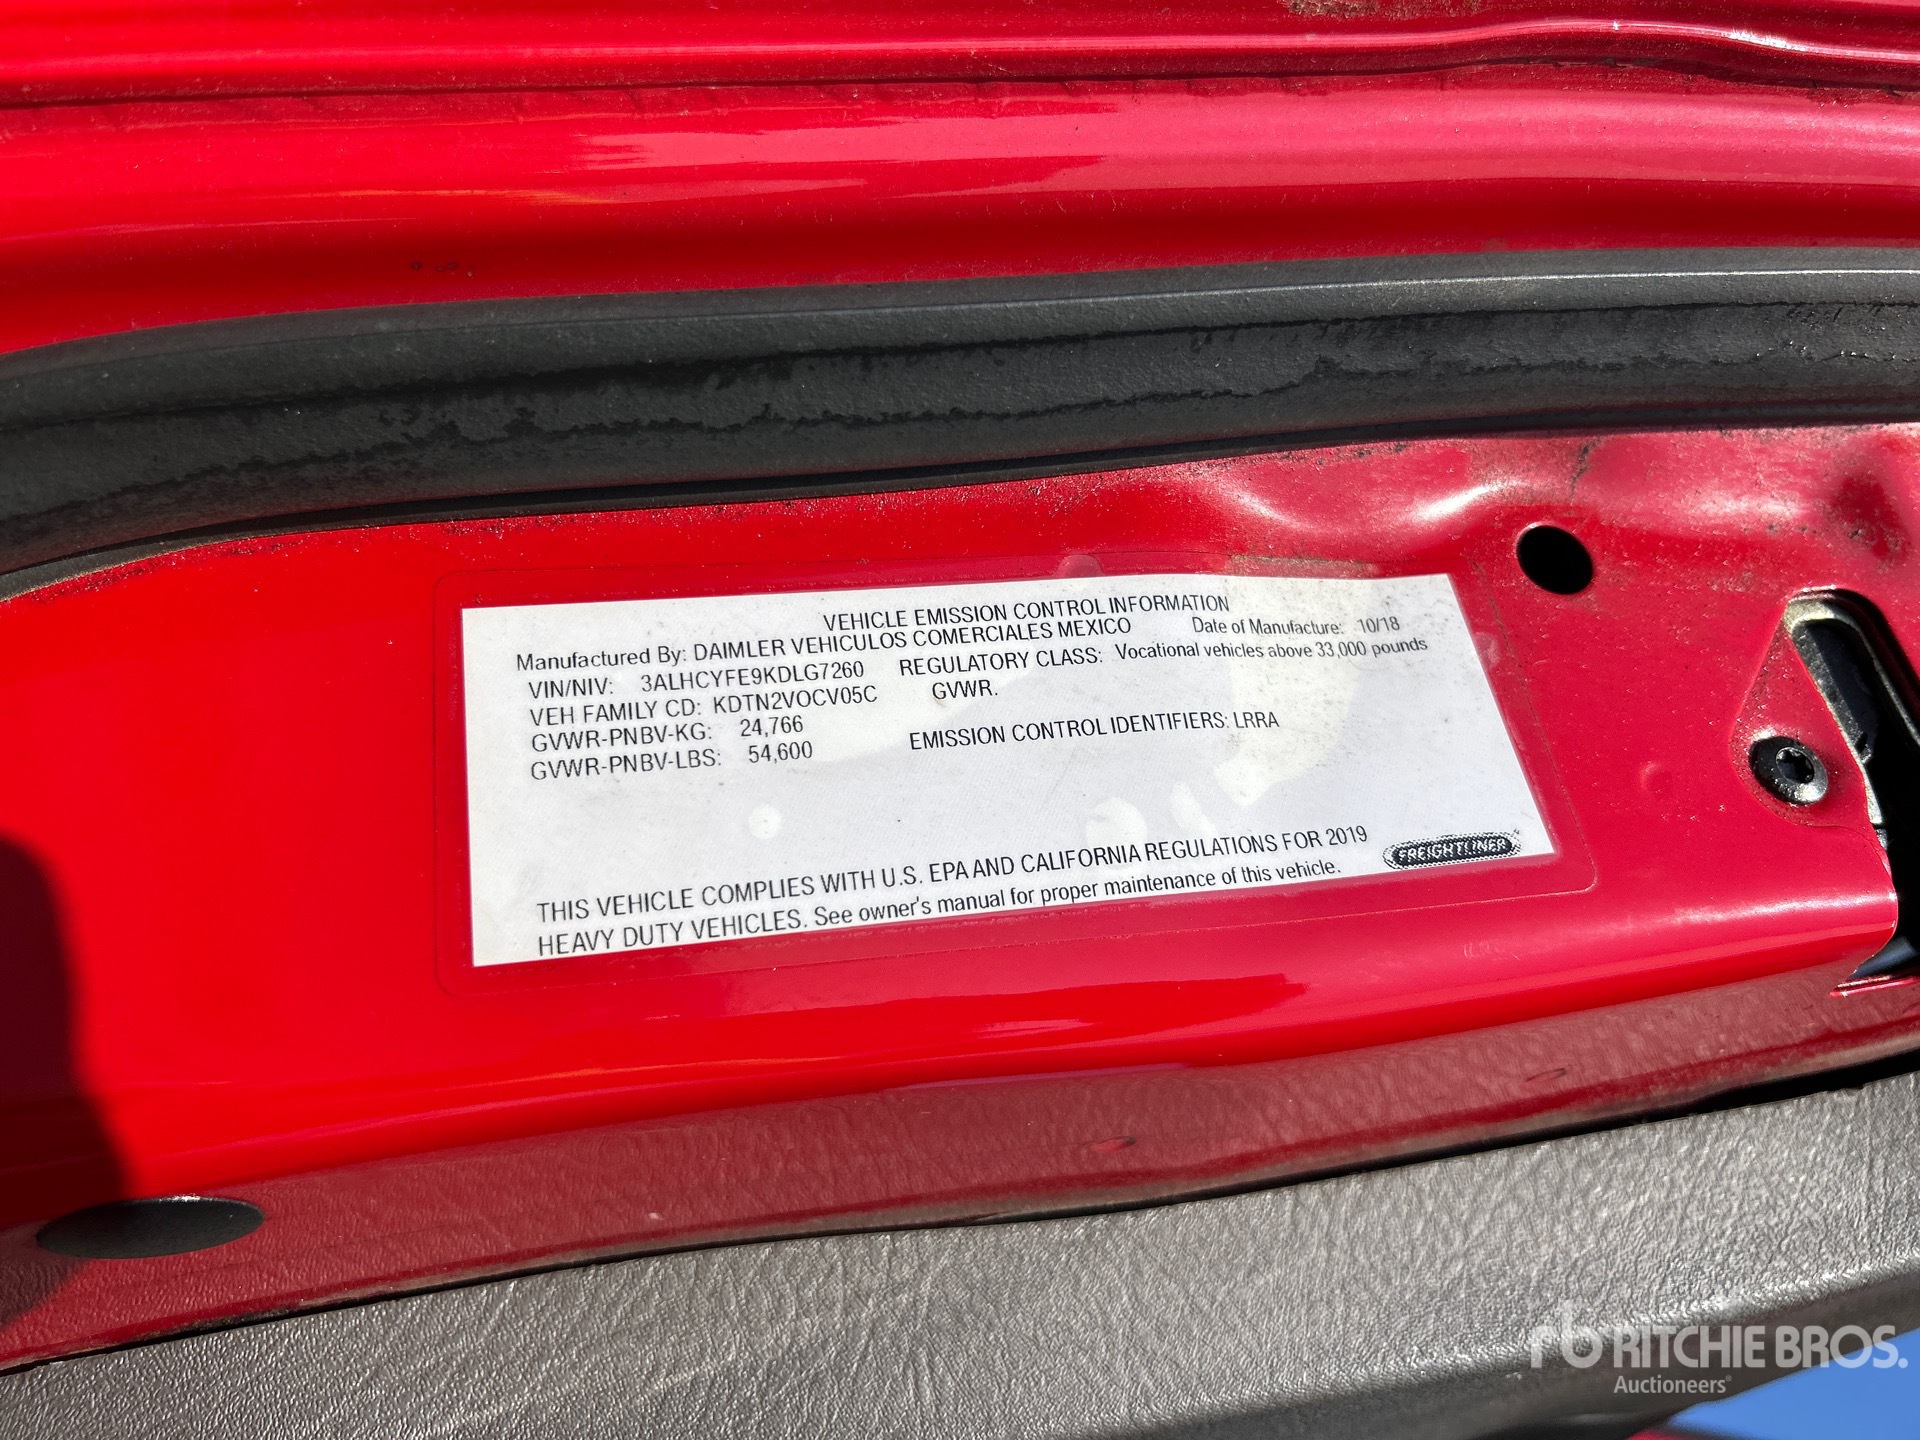 VEHICLE EMISSION CONTROL INFORMATION
Manufactured By: DAIMLER VEHICULOS COMERCIALES MEXICO Date of Manufacture: 10/18
VIN/NIV: 3ALHCYFE9KDLG7260 REGULATORY CLASS: Vocational vehicles above 33,000 pounds
VEH FAMILY CD: KDTN2VOCV05C GVWR.
GVWR-PNBV-KG: 24,766
GVWR-PNBV-LBS: 54,600 EMISSION CONTROL IDENTIFIERS: LRRA
THIS VEHICLE COMPLIES WITH U.S. EPA AND CALIFORNIA REGULATIONS FOR 2019
HEAVY DUTY VEHICLES. See owner's manual for proper maintenance of this vehicle.
FREIGHTLINER
rb RITCHIE BROS.
Auctioneers